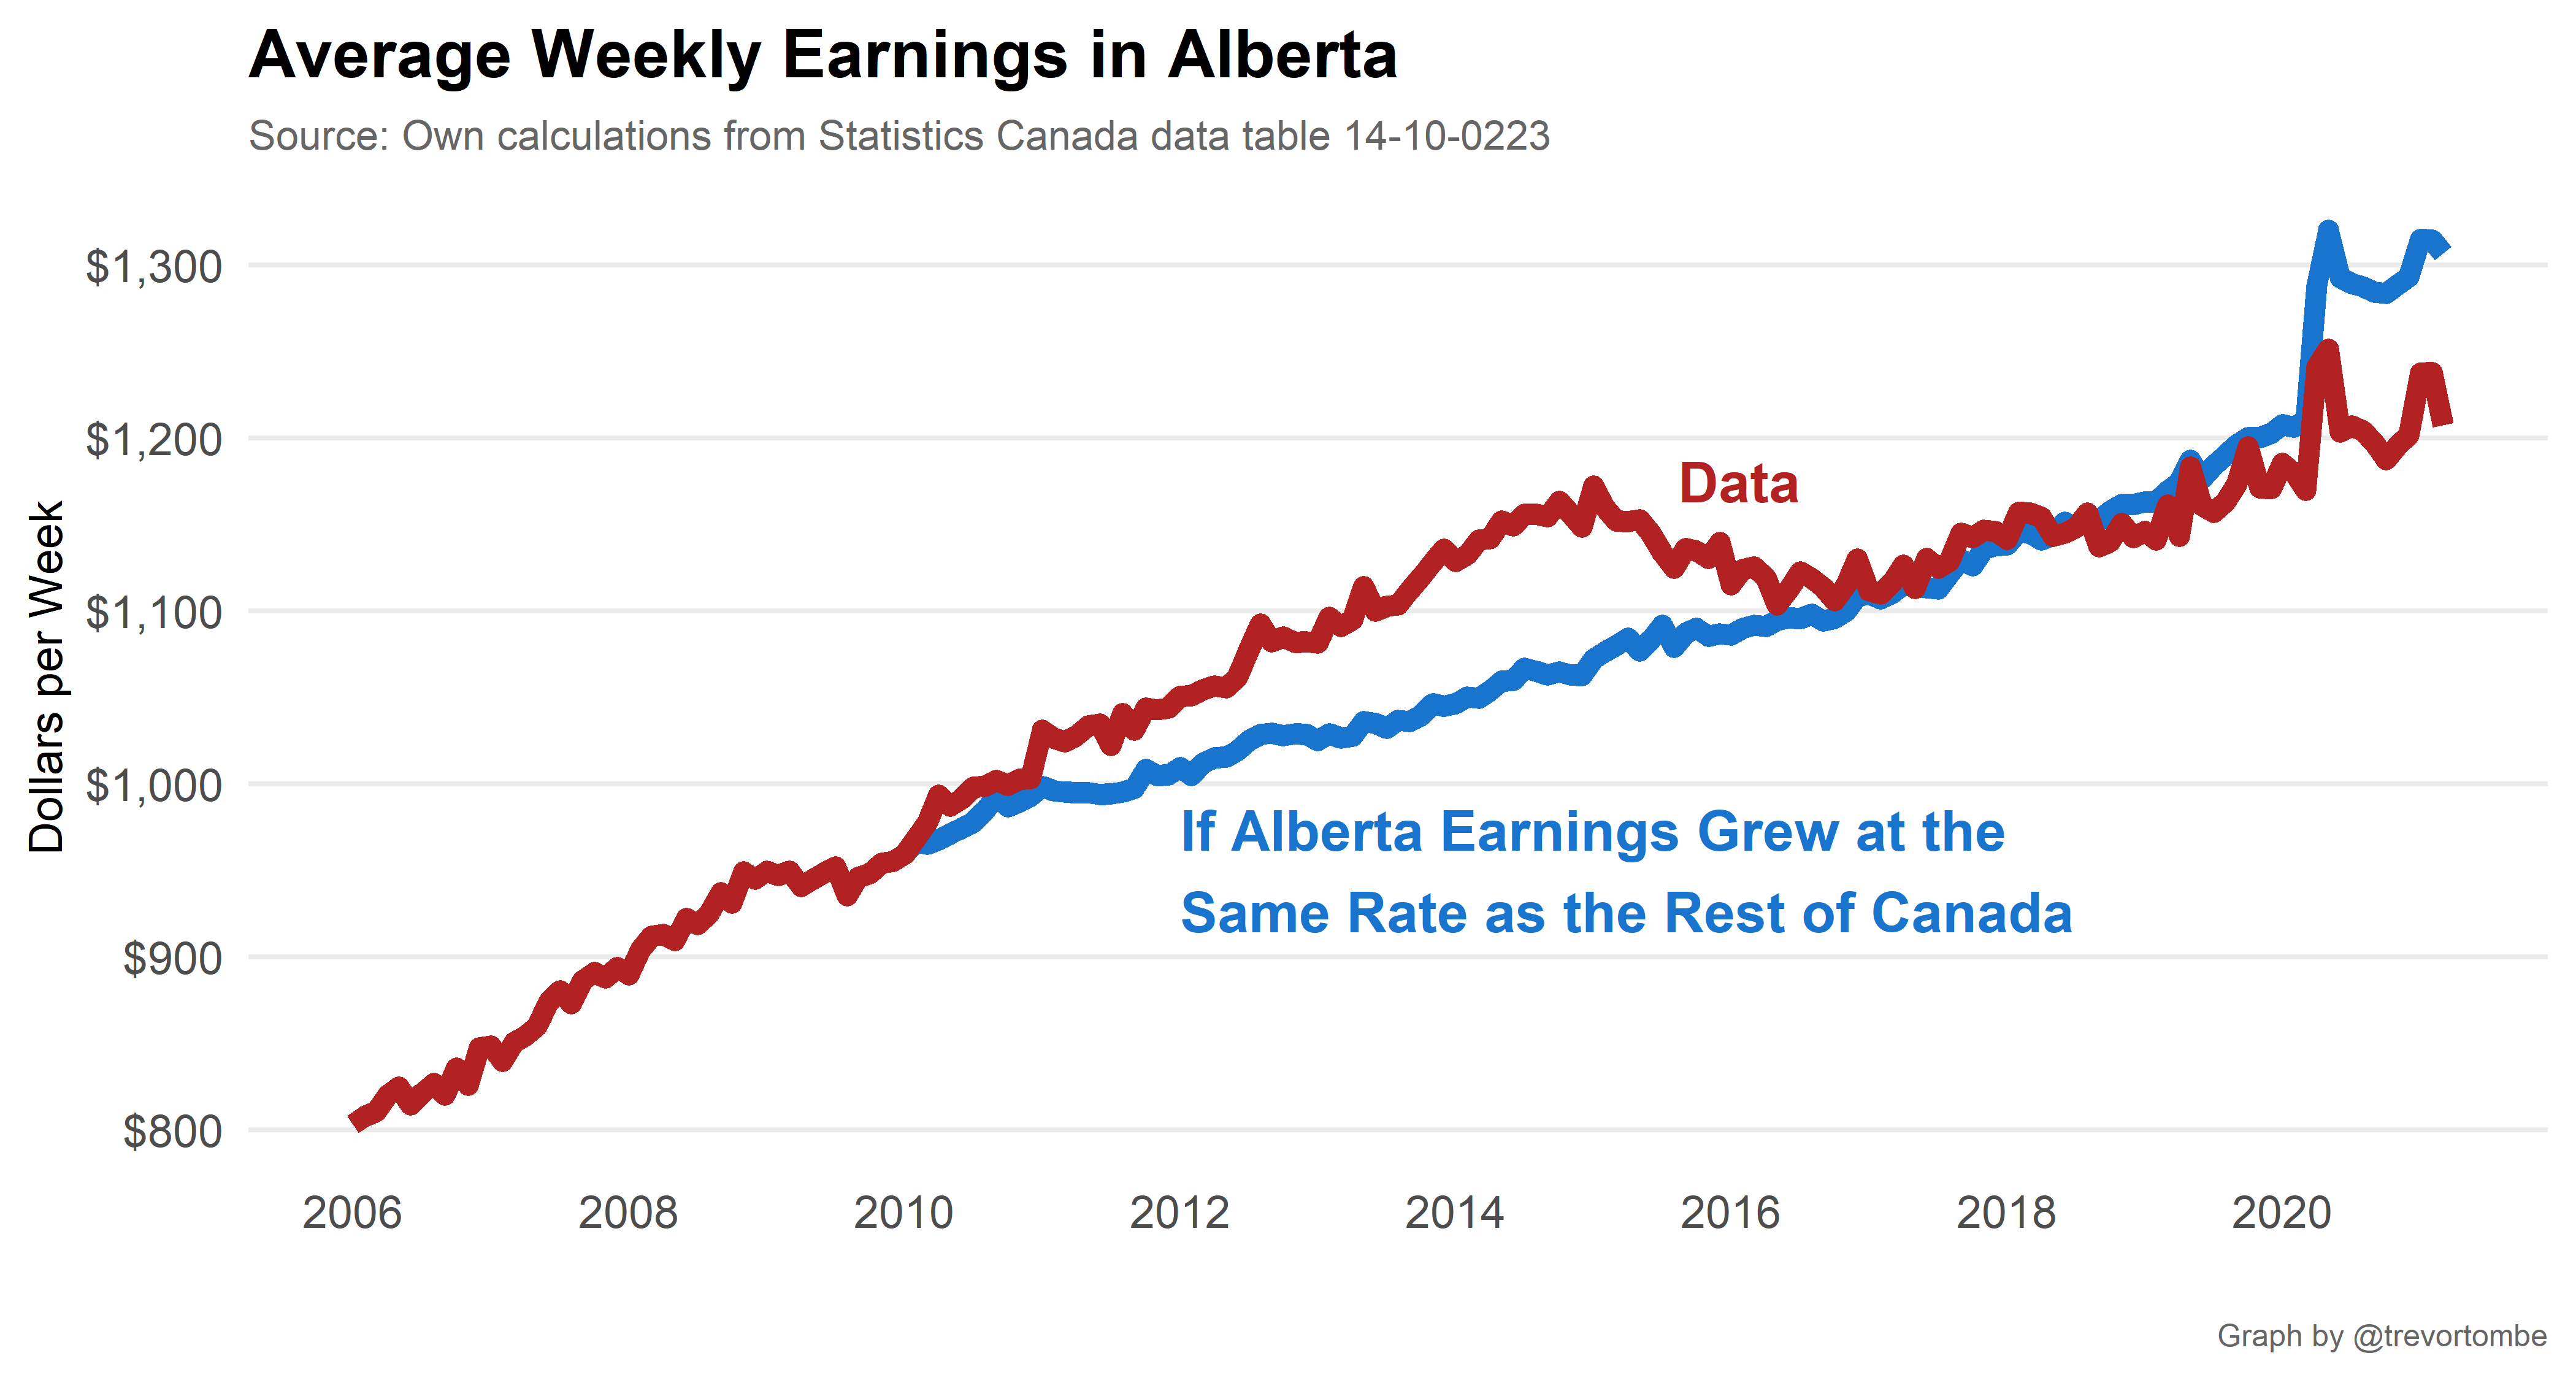 Average Weekly Earnings in Alberta
Source: Own calculations from Statistics Canada data table 14-10-0223
Dollars per Week
$1,300
$1,200
$1,100
$1,000
$900
$800
Data
If Alberta Earnings Grew at the
Same Rate as the Rest of Canada
2006 2008 2010 2012 2014 2016 2018 2020
Graph by @trevortombe